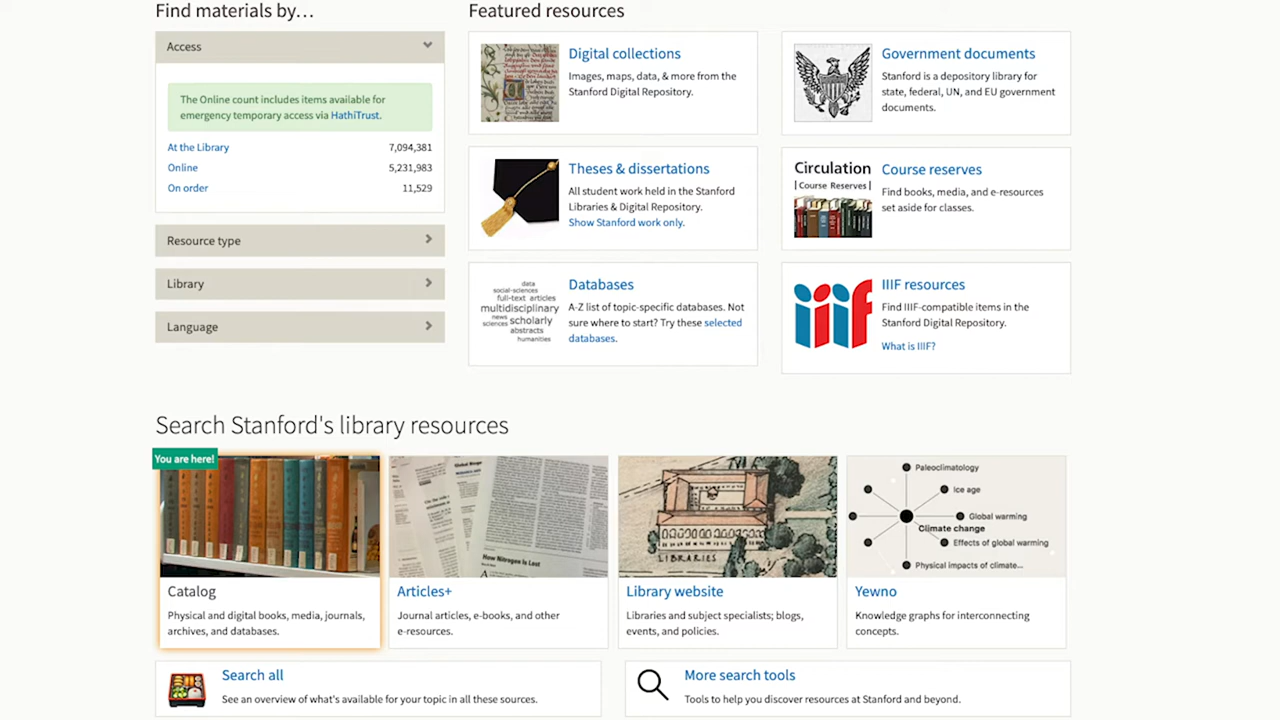 Find materials by…
Access
The Online count includes items available for
emergency temporary access via HathiTrust.
At the Library 7,094,381
Online 5,231,983
On order 11,529
Resource type
Library
Language
Featured resources
Digital collections
Images, maps, data, & more from the
Stanford Digital Repository.
Government documents
Stanford is a depository library for
state, federal, UN, and EU government
documents.
Theses & dissertations
All student work held in the Stanford
Libraries & Digital Repository.
Show Stanford work only.
Circulation
| Course Reserves |
Course reserves
Find books, media, and e-resources
set aside for classes.
data
social-sciences
full-text articles
multidisciplinary
news
sciences scholarly
abstracts
humanities
Databases
A-Z list of topic-specific databases. Not
sure where to start? Try these selected
databases.
iiif
IIIF resources
Find IIIF-compatible items in the
Stanford Digital Repository.
What is IIIF?
Search Stanford's library resources
You are here!
Catalog
Physical and digital books, media, journals,
archives, and databases.
How Nitrogen Is Lost
Articles+
Journal articles, e-books, and other
e-resources.
LIBRARIES
Library website
Libraries and subject specialists; blogs,
events, and policies.
Paleoclimatology
Ice age
Global warming
Climate change
Effects of global warming
Physical impacts of climate...
Yewno
Knowledge graphs for interconnecting
concepts.
Search all
See an overview of what's available for your topic in all these sources.
More search tools
Tools to help you discover resources at Stanford and beyond.